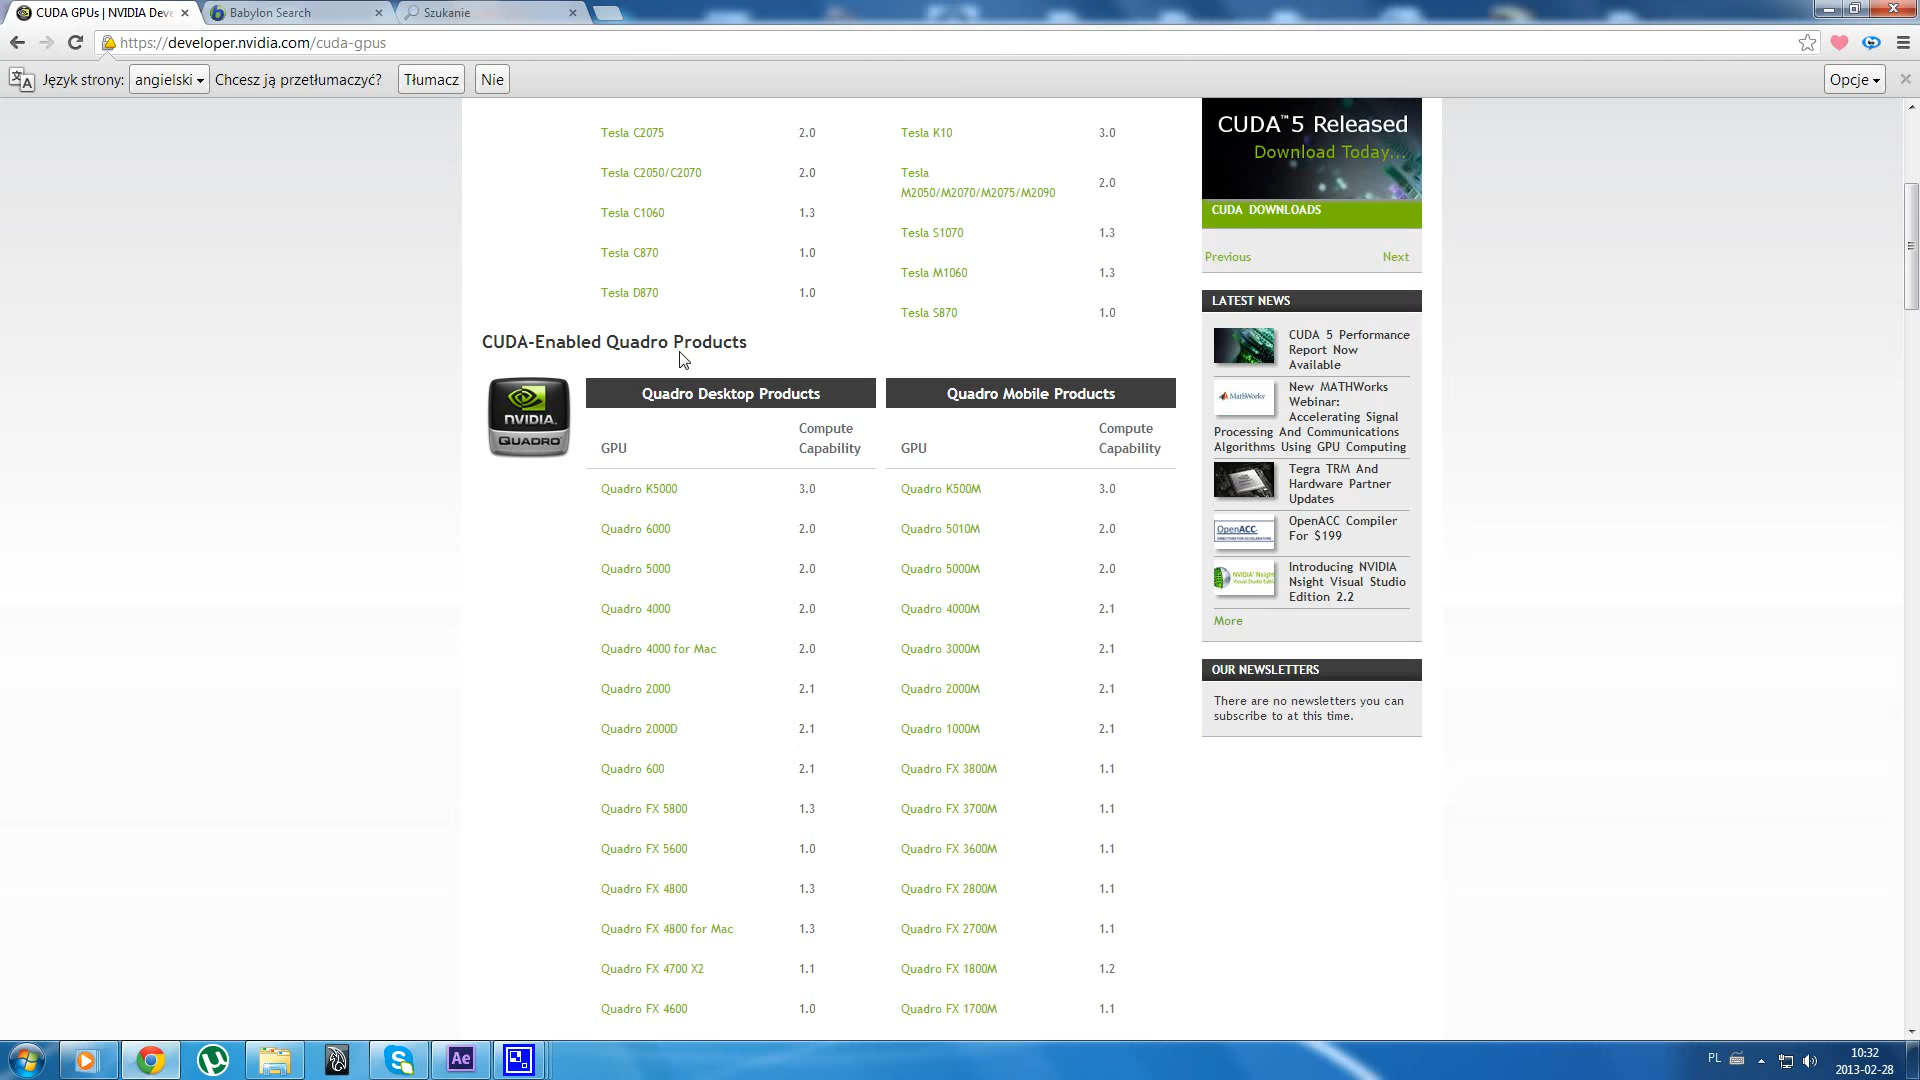 CUDA GPUs | NVIDIA Deve
Babylon Search
Szukanie
https://developer.nvidia.com/cuda-gpus
Język strony: angielski Chcesz ją przetłumaczyć? Tłumacz Nie Opcje
Tesla C2075 2.0
Tesla C2050/C2070 2.0
Tesla C1060 1.3
Tesla C870 1.0
Tesla D870 1.0
Tesla K10 3.0
Tesla
M2050/M2070/M2075/M2090 2.0
Tesla S1070 1.3
Tesla M1060 1.3
Tesla S870 1.0
CUDA-Enabled Quadro Products
NVIDIA.
QUADRO
Quadro Desktop Products
GPU Compute
Capability
Quadro K5000 3.0
Quadro 6000 2.0
Quadro 5000 2.0
Quadro 4000 2.0
Quadro 4000 for Mac 2.0
Quadro 2000 2.1
Quadro 2000D 2.1
Quadro 600 2.1
Quadro FX 5800 1.3
Quadro FX 5600 1.0
Quadro FX 4800 1.3
Quadro FX 4800 for Mac 1.3
Quadro FX 4700 X2 1.1
Quadro FX 4600 1.0
Quadro Mobile Products
GPU Compute
Capability
Quadro K500M 3.0
Quadro 5010M 2.0
Quadro 5000M 2.0
Quadro 4000M 2.1
Quadro 3000M 2.1
Quadro 2000M 2.1
Quadro 1000M 2.1
Quadro FX 3800M 1.1
Quadro FX 3700M 1.1
Quadro FX 3600M 1.1
Quadro FX 2800M 1.1
Quadro FX 2700M 1.1
Quadro FX 1800M 1.2
Quadro FX 1700M 1.1
CUDA™5 Released
Download Today...
CUDA DOWNLOADS
Previous Next
LATEST NEWS
CUDA 5 Performance
Report Now
Available
MathWorks
New MATHWorks
Webinar:
Accelerating Signal
Processing And Communications
Algorithms Using GPU Computing
Tegra TRM And
Hardware Partner
Updates
OpenACC
OpenACC Compiler
For $199
Introducing NVIDIA
Nsight Visual Studio
Edition 2.2
More
OUR NEWSLETTERS
There are no newsletters you can
subscribe to at this time.
Ae
PL
10:32
2013-02-28